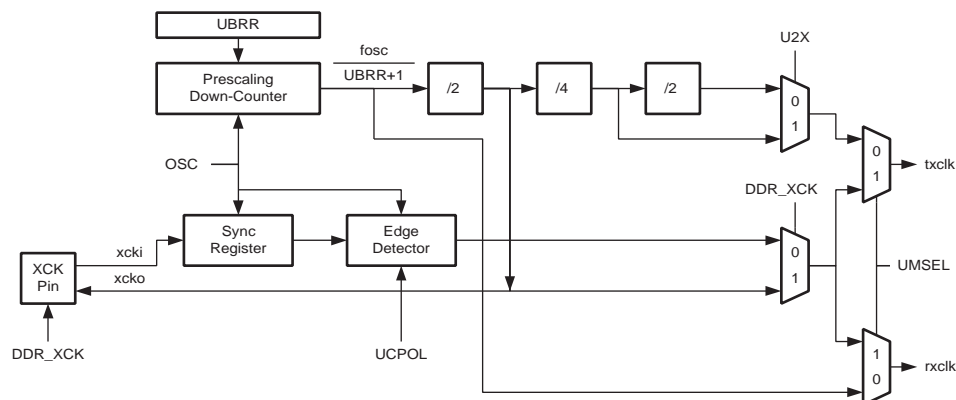 UBRR
fosc
UBRR+1
U2X
Prescaling
Down-Counter
/2
/4
/2
0
1
OSC
0
1
txclk
DDR_XCK
Sync
Register
Edge
Detector
0
1
xcki
XCK
Pin
xcko
UMSEL
DDR_XCK
UCPOL
1
0
rxclk